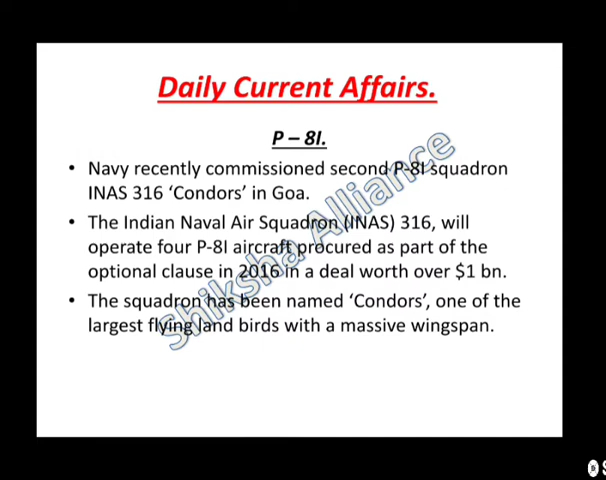 Daily Current Affairs.
P – 8I.
• Navy recently commissioned second P-8I squadron
INAS 316 ‘Condors’ in Goa.
• The Indian Naval Air Squadron (INAS) 316, will
operate four P-8I aircraft procured as part of the
optional clause in 2016 in a deal worth over $1 bn.
• The squadron has been named ‘Condors’, one of the
largest flying land birds with a massive wingspan.
Shiksha Alliance